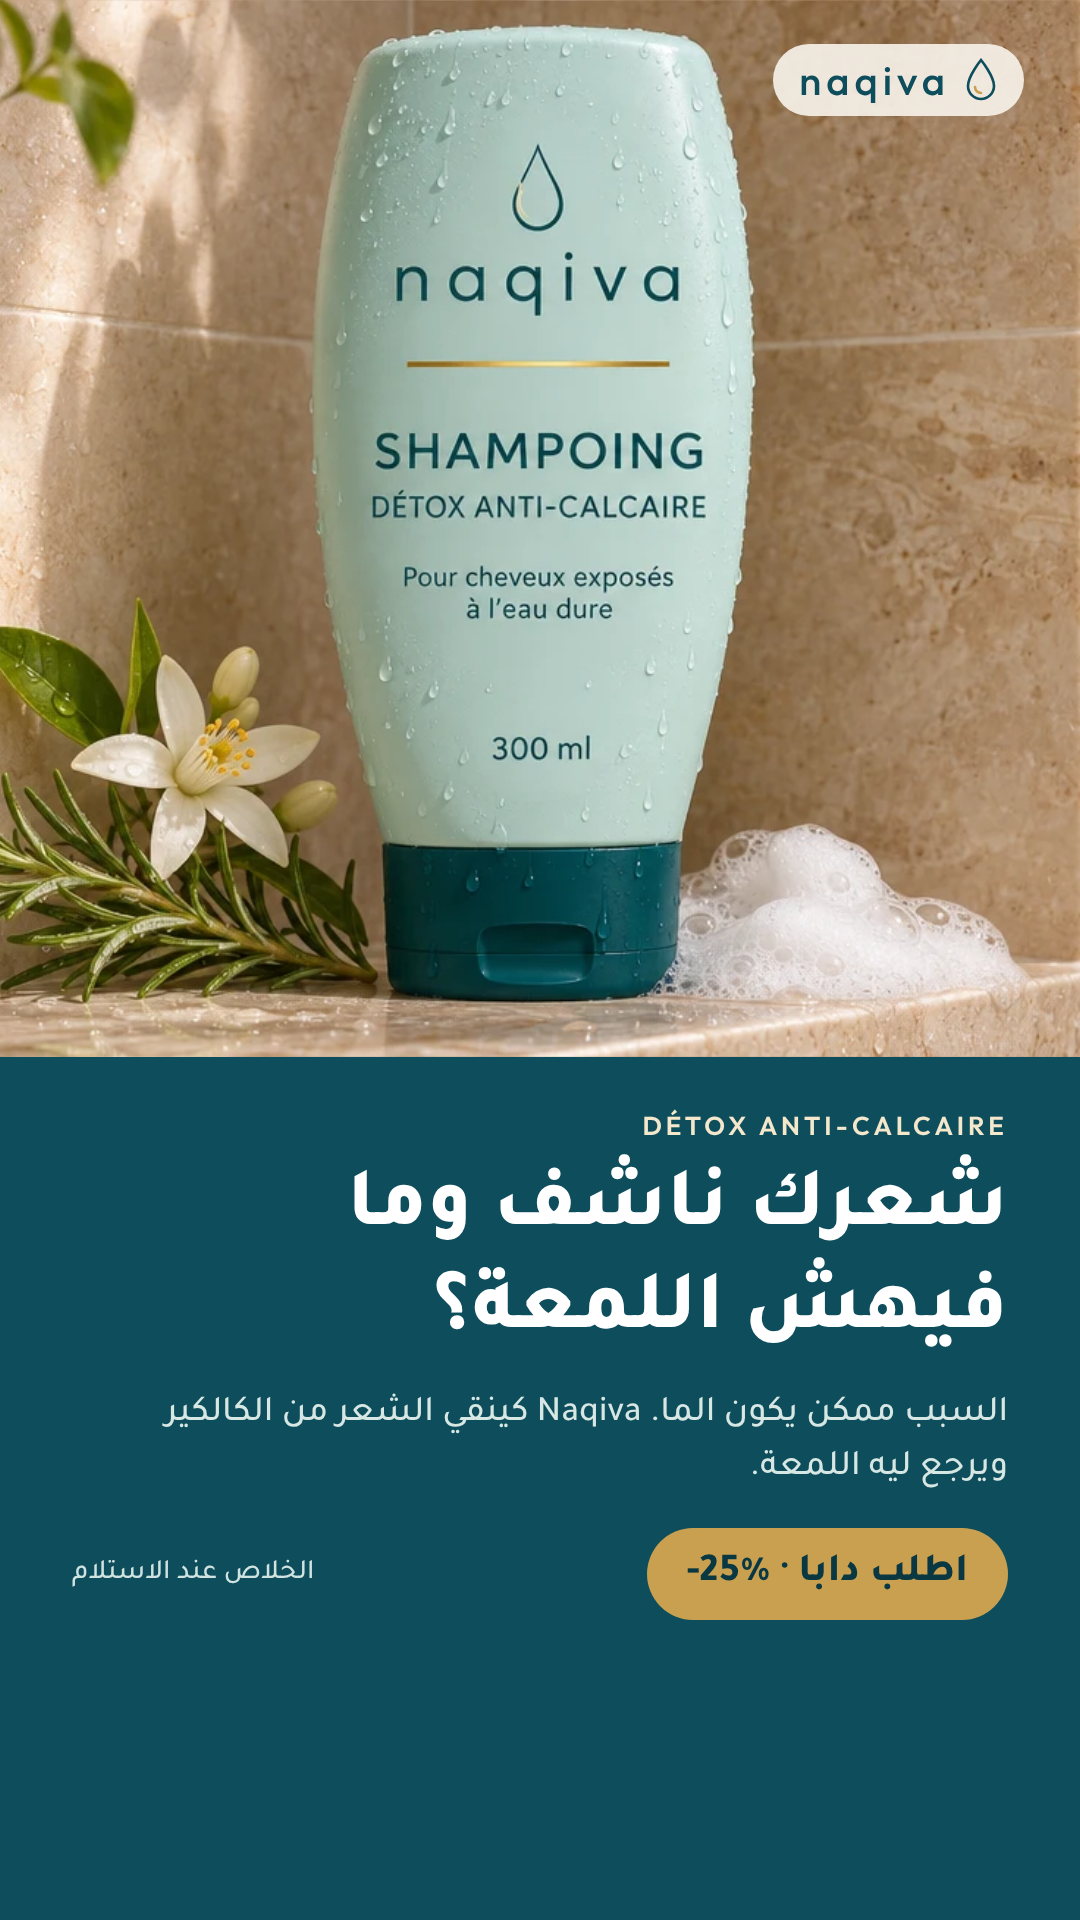 naqiva
naqiva
SHAMPOING
DÉTOX ANTI-CALCAIRE
Pour cheveux exposés
à l'eau dure
300 ml
DÉTOX ANTI-CALCAIRE
شعرك ناشف وما
فيهش اللمعة؟
السبب ممكن يكون الما. Naqiva كينقي الشعر من الكالكير
ويرجع ليه اللمعة.
اطلب دابا · 25%-
الخلاص عند الاستلام